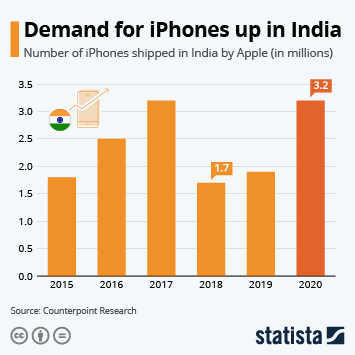 Demand for iPhones up in India
Number of iPhones shipped in India by Apple (in millions)
3.5
3.0
2.5
2.0
1.5
1.0
0.5
0.0
1.7
3.2
2015 2016 2017 2018 2019 2020
Source: Counterpoint Research
cc
statista